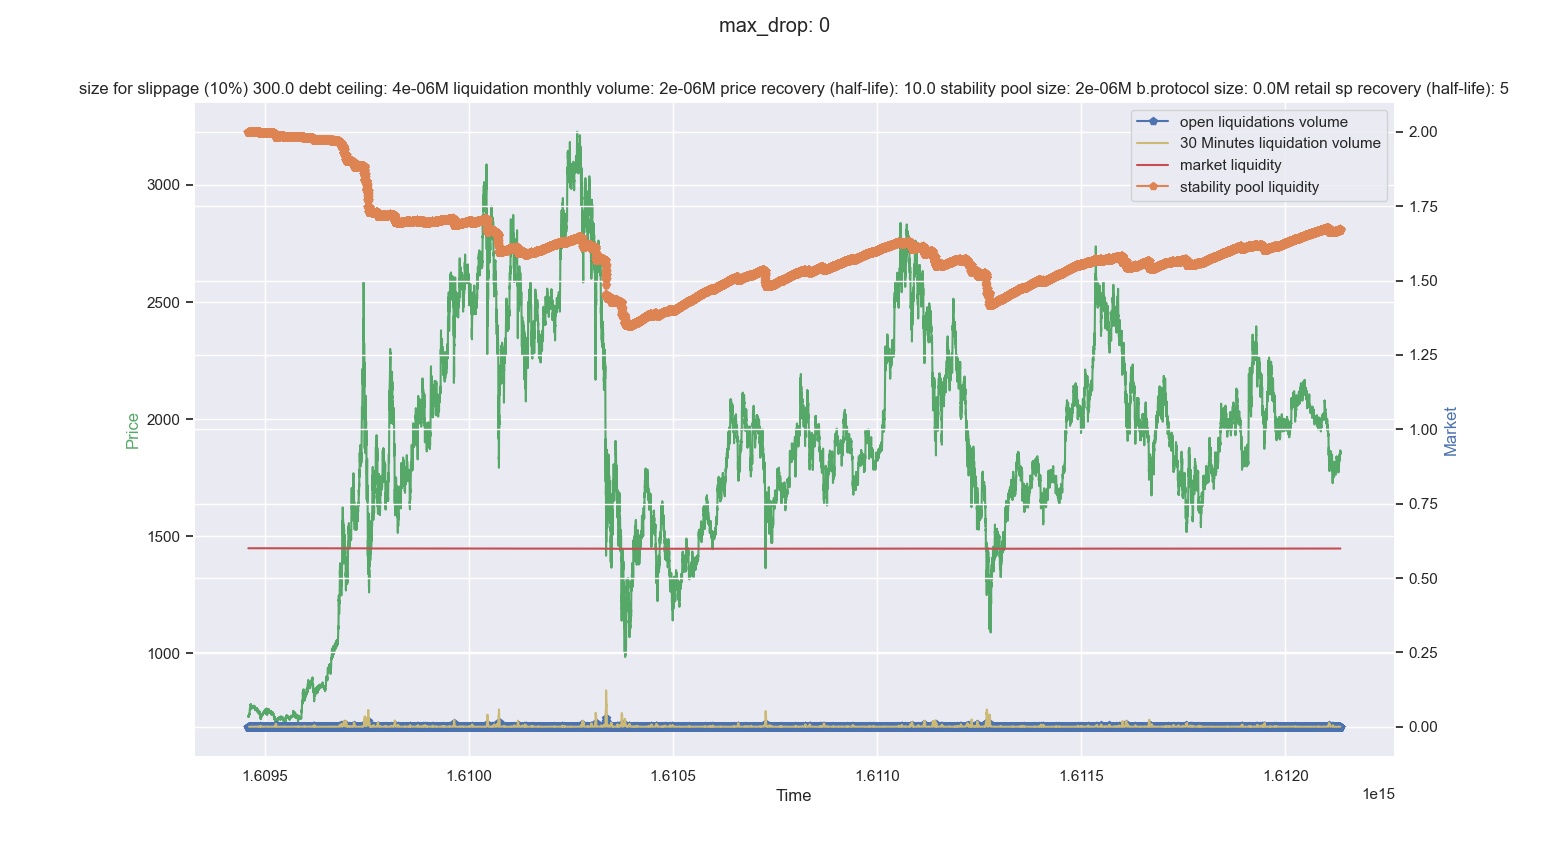 max_drop: 0
size for slippage (10%) 300.0 debt ceiling: 4e-06M liquidation monthly volume: 2e-06M price recovery (half-life): 10.0 stability pool size: 2e-06M b.protocol size: 0.0M retail sp recovery (half-life): 5
open liquidations volume
30 Minutes liquidation volume
market liquidity
stability pool liquidity
3000
2500
2000
1500
1000
Price
2.00
1.75
1.50
1.25
1.00
0.75
0.50
0.25
0.00
Market
1.6095 1.6100 1.6105 1.6110 1.6115 1.6120
Time
1e15